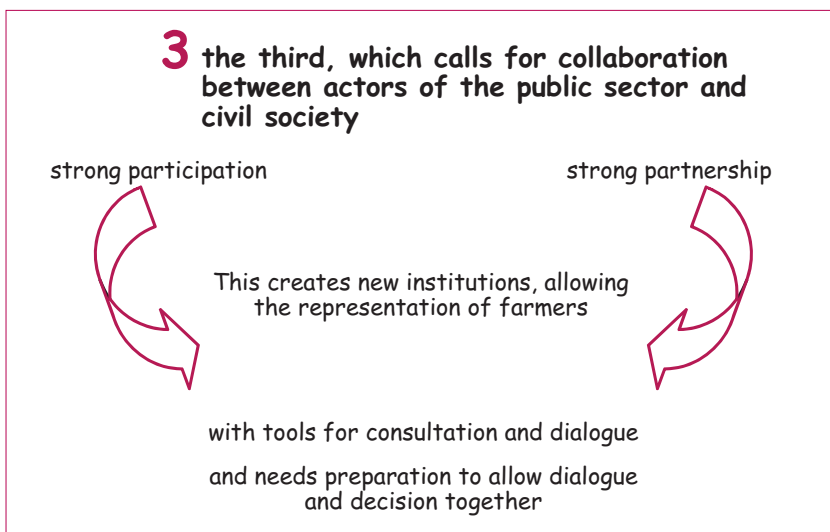 3 the third, which calls for collaboration
between actors of the public sector and
civil society
strong participation
strong partnership
This creates new institutions, allowing
the representation of farmers
with tools for consultation and dialogue
and needs preparation to allow dialogue
and decision together